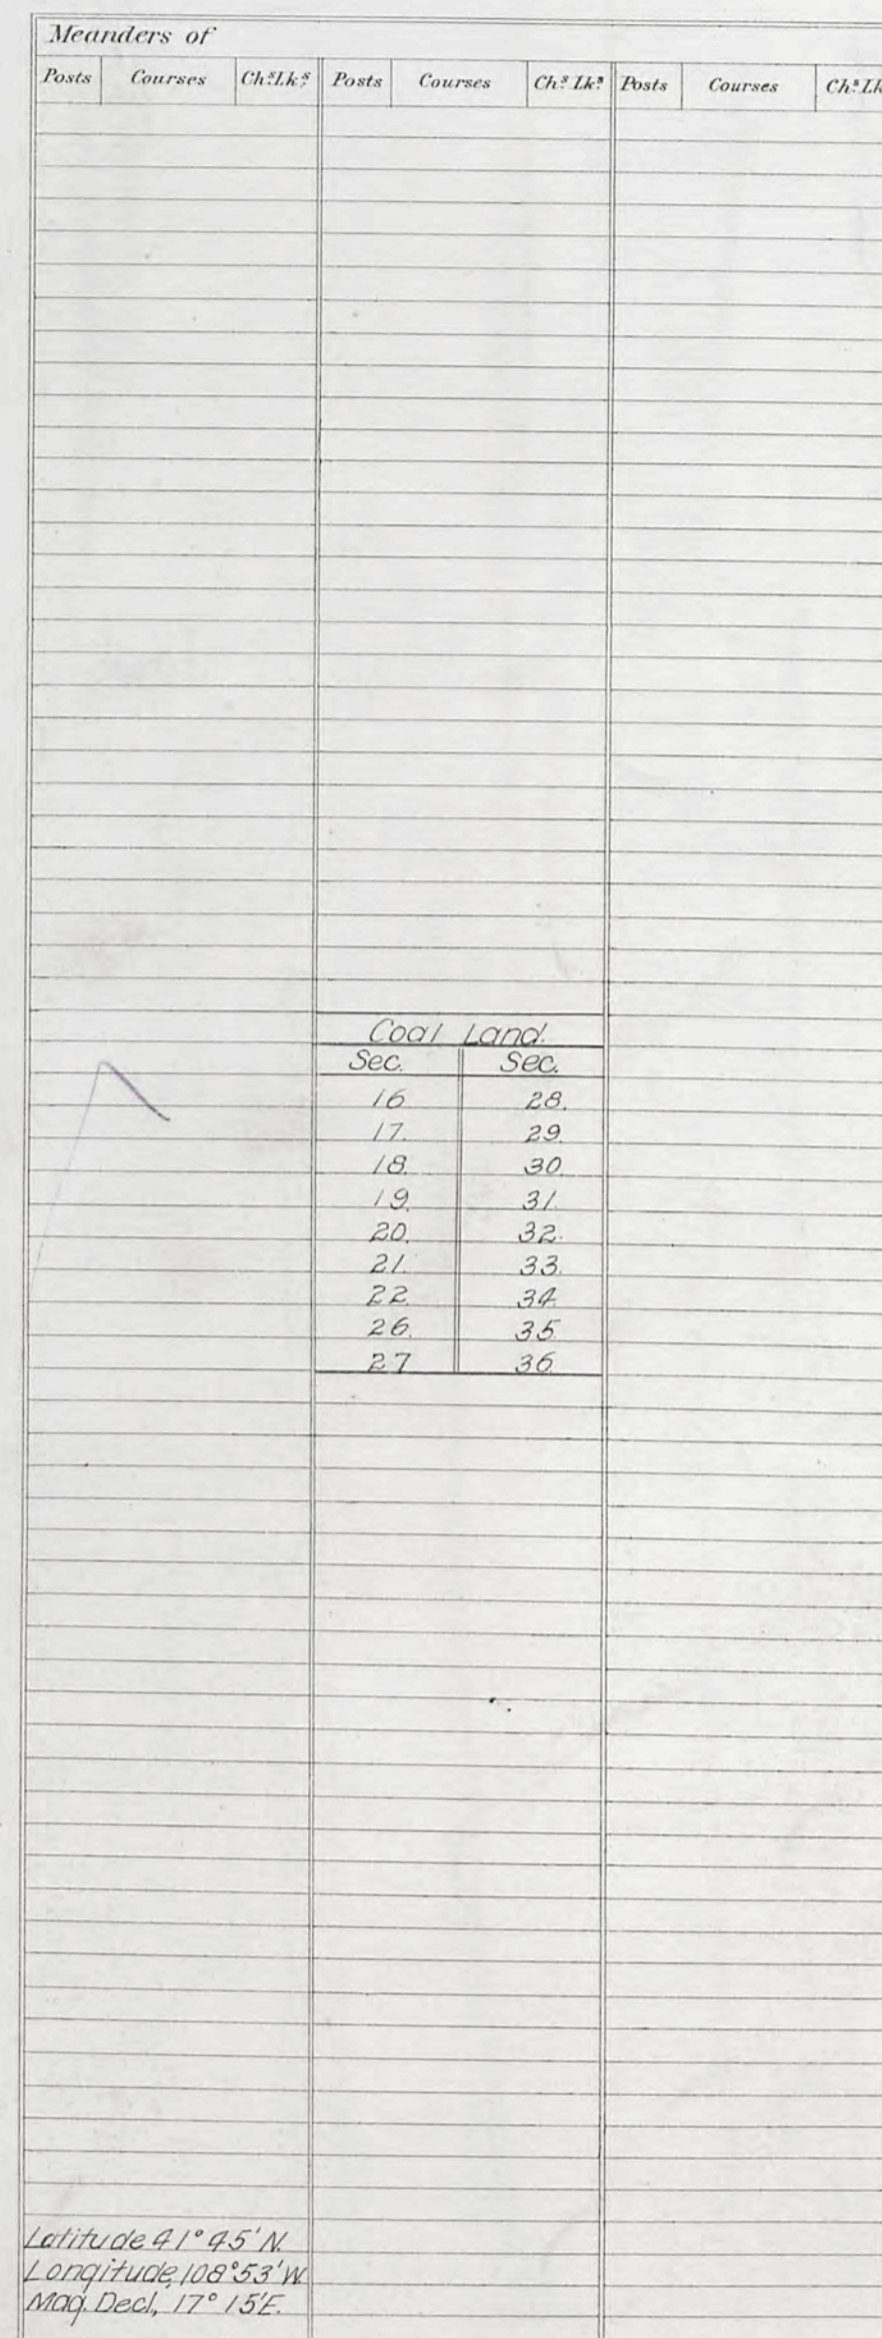 Meanders of
Posts Courses Chs Lks Posts Courses Chs Lks Posts Courses Chs Lk
Coal Land.
Sec. Sec.
16 28.
17. 29.
18. 30.
19. 31.
20. 32.
21. 33.
22. 34.
26. 35.
27 36.
Latitude 41° 45' N.
Longitude, 108° 53' W.
Mag. Decl., 17° 15' E.